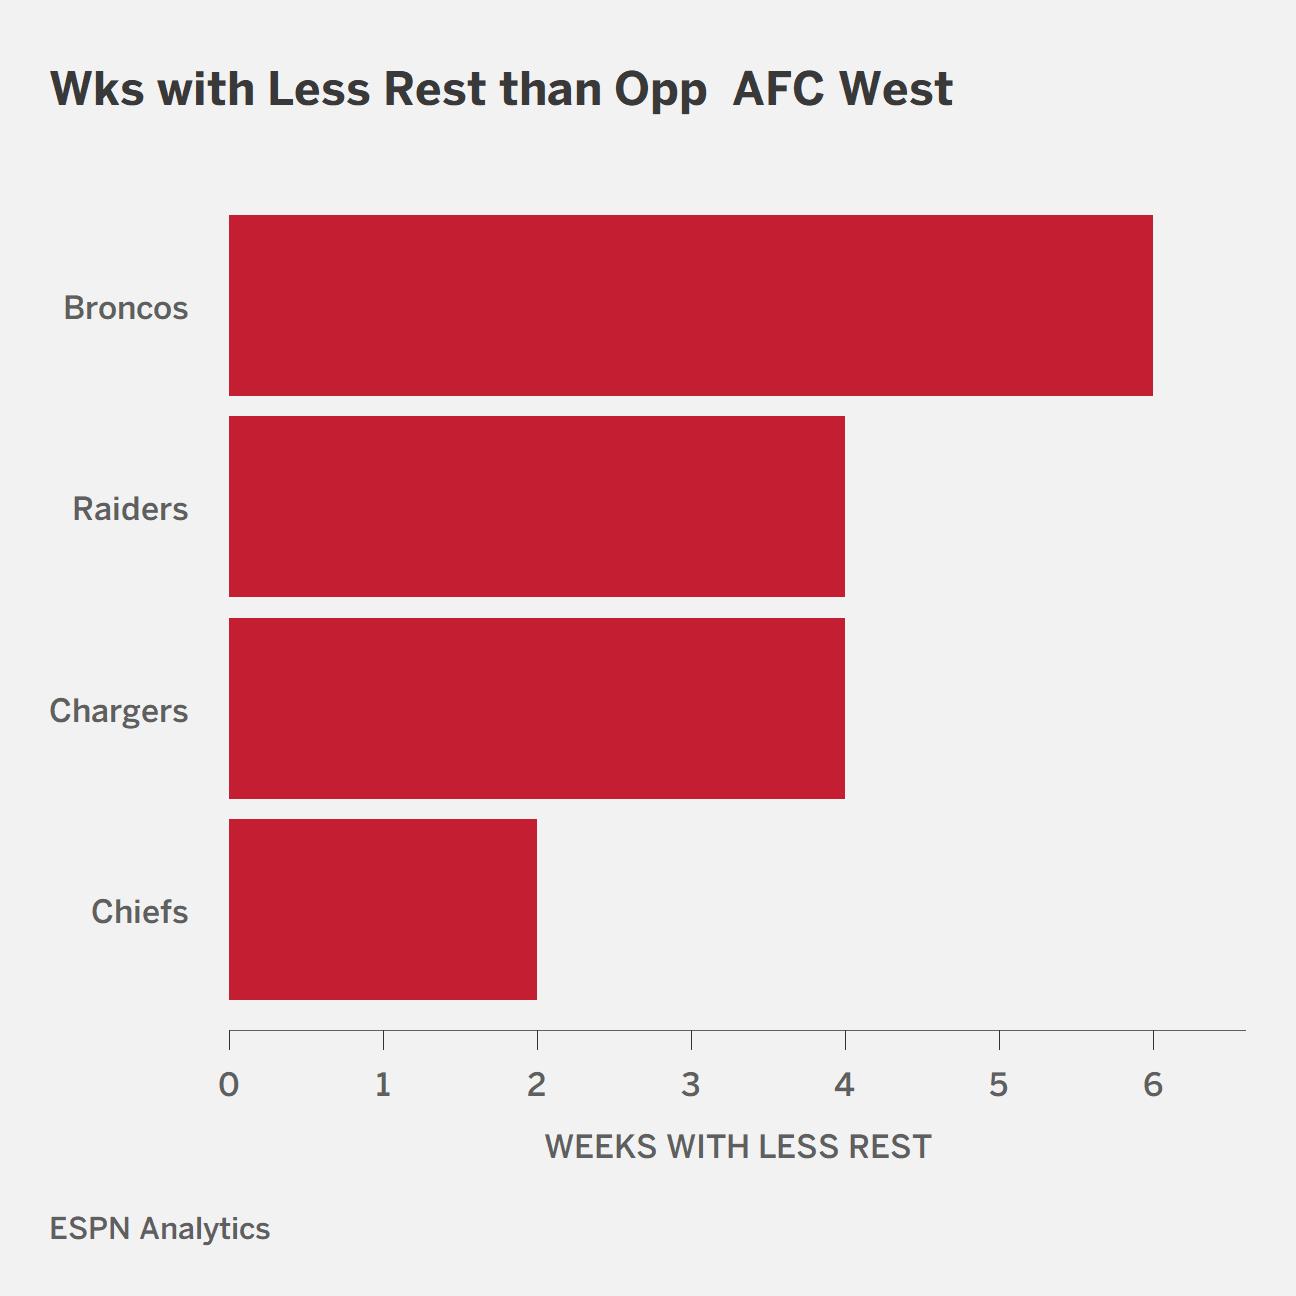 Wks with Less Rest than Opp  AFC West
Broncos
Raiders
Chargers
Chiefs
0 1 2 3 4 5 6
WEEKS WITH LESS REST
ESPN Analytics